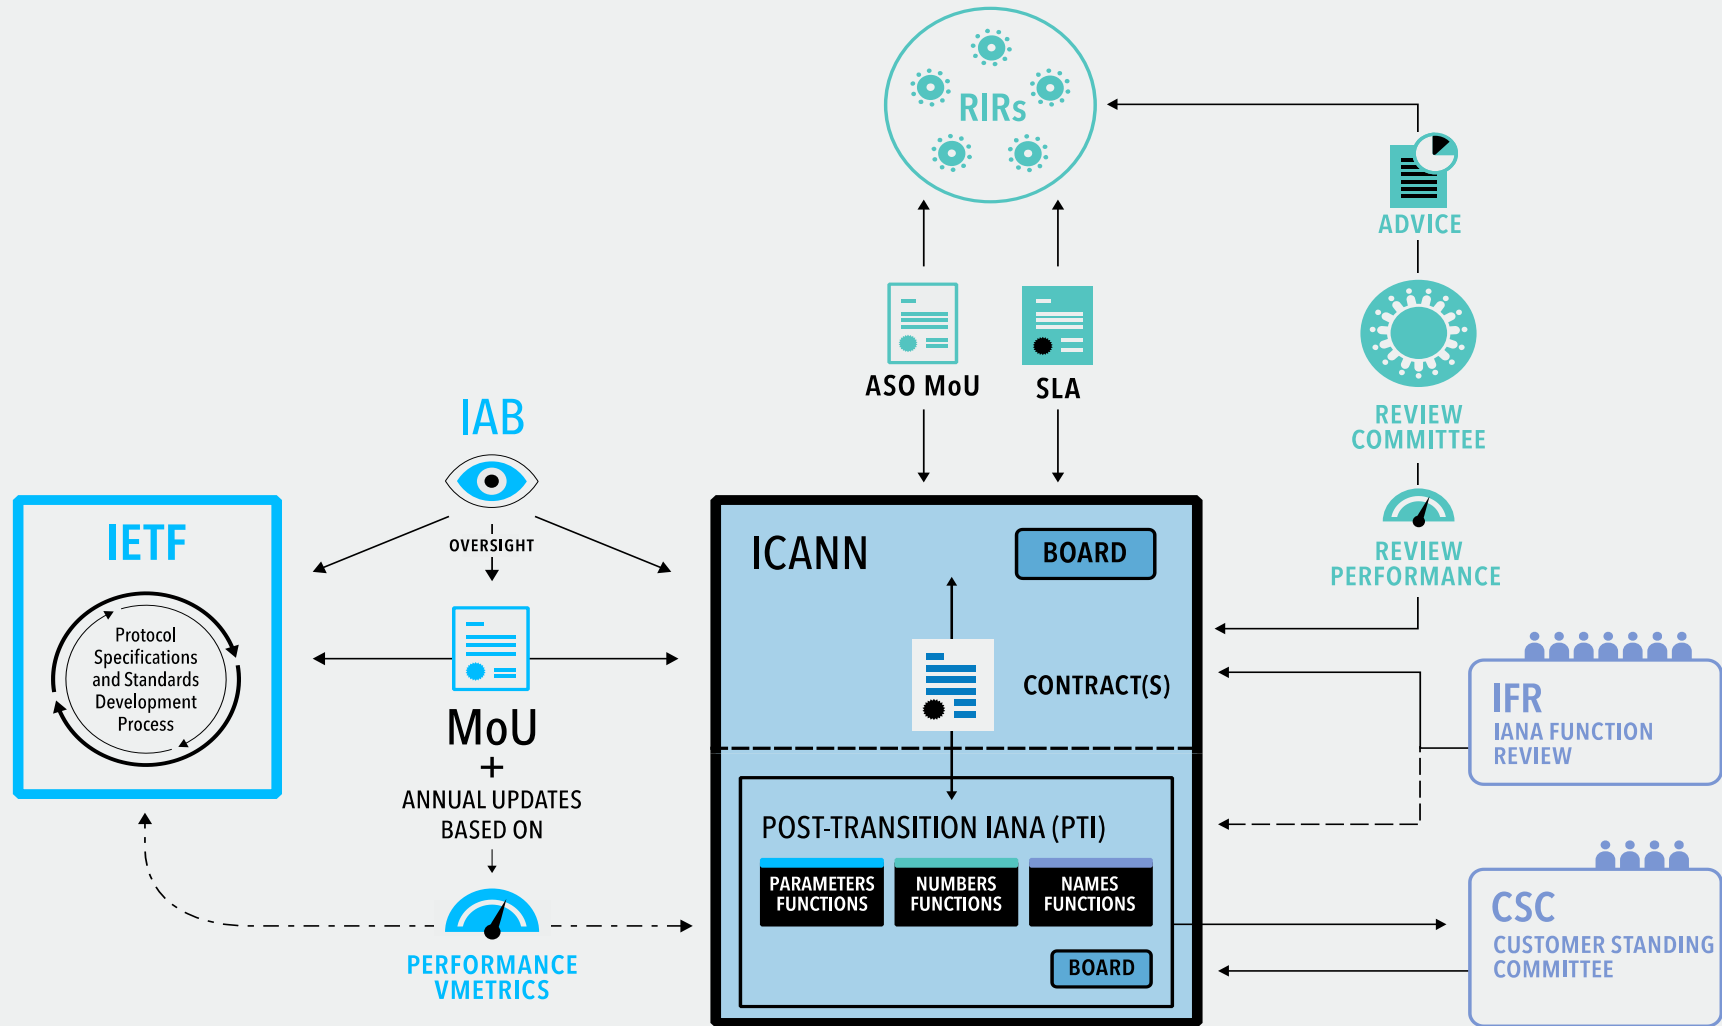 RIRs
ADVICE
ASO MoU
SLA
REVIEW
COMMITTEE
REVIEW
PERFORMANCE
IAB
OVERSIGHT
IETF
Protocol
Specifications
and Standards
Development
Process
MoU
+
ANNUAL UPDATES
BASED ON
PERFORMANCE
VMETRICS
ICANN
BOARD
CONTRACT(S)
POST-TRANSITION IANA (PTI)
PARAMETERS
FUNCTIONS
NUMBERS
FUNCTIONS
NAMES
FUNCTIONS
BOARD
IFR
IANA FUNCTION
REVIEW
CSC
CUSTOMER STANDING
COMMITTEE